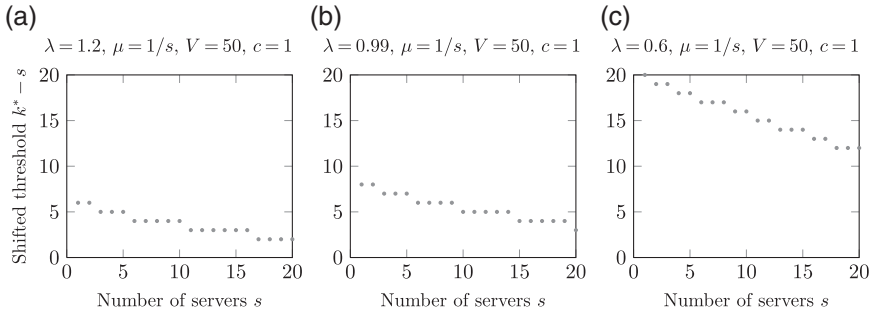 (a) (b) (c)
λ = 1.2, μ = 1/s, V = 50, c = 1
λ = 0.99, μ = 1/s, V = 50, c = 1
λ = 0.6, μ = 1/s, V = 50, c = 1
Shifted threshold k* − s
20
15
10
5
0
0 5 10 15 20
Number of servers s
20
15
10
5
0
0 5 10 15 20
Number of servers s
20
15
10
5
0
0 5 10 15 20
Number of servers s